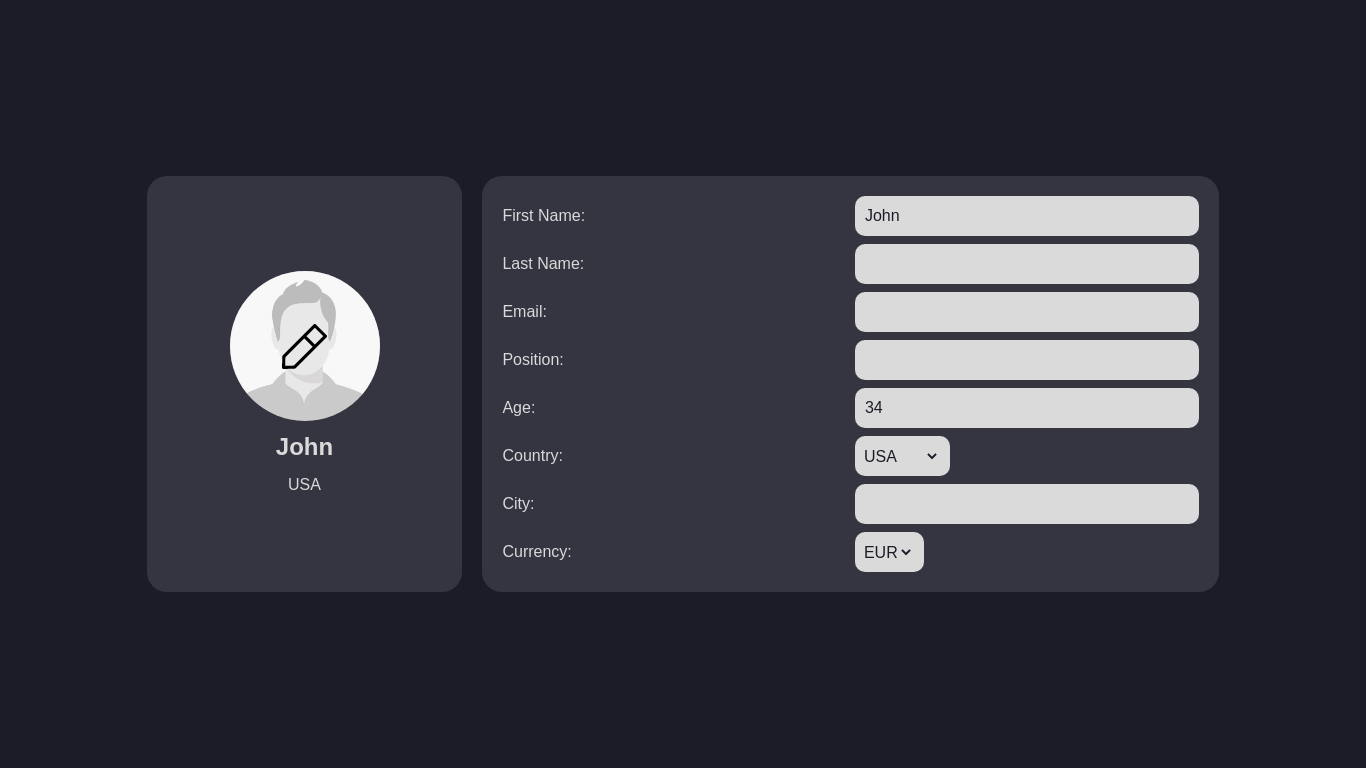 John
USA
First Name: John
Last Name:
Email:
Position:
Age: 34
Country: USA
City:
Currency: EUR